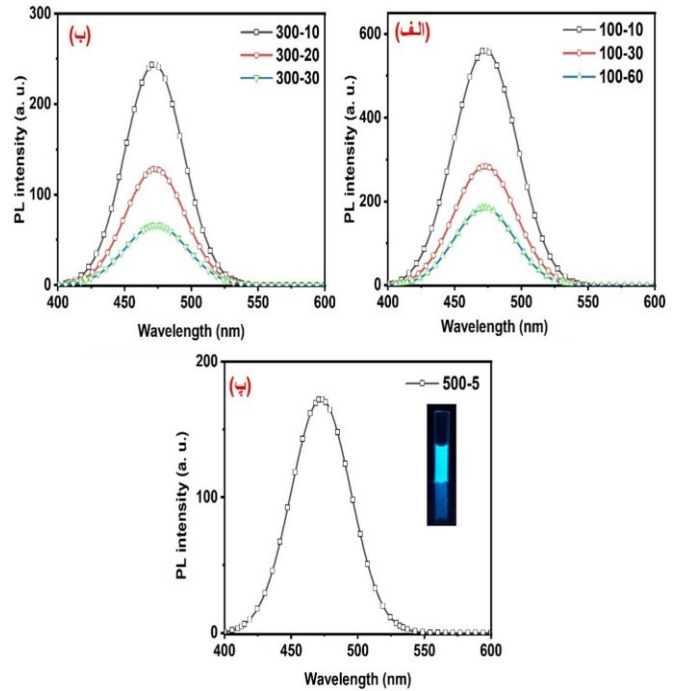 (ب)
300-10
300-20
300-30
PL intensity (a. u.)
300
200
100
0
400 450 500 550 600
Wavelength (nm)
(الف)
100-10
100-30
100-60
PL intensity (a. u.)
600
400
200
0
400 450 500 550 600
Wavelength (nm)
(پ)
500-5
PL intensity (a. u.)
200
100
0
400 450 500 550 600
Wavelength (nm)